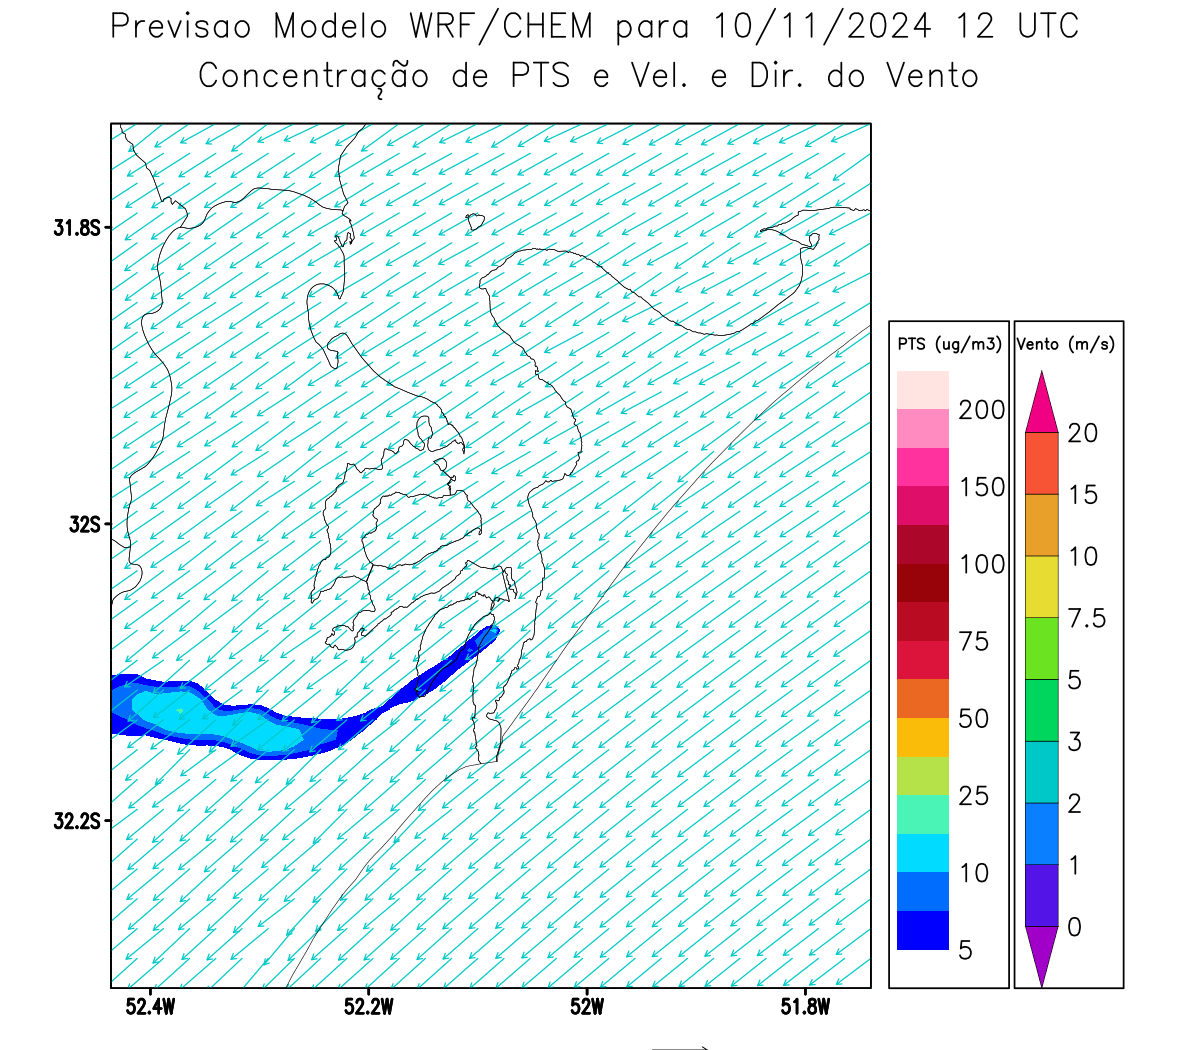 Previsao Modelo WRF/CHEM para 10/11/2024 12 UTC
Concentração de PTS e Vel. e Dir. do Vento
31.8S
32S
32.2S
52.4W 52.2W 52W 51.8W
PTS (ug/m3)
200
150
100
75
50
25
10
5
Vento (m/s)
20
15
10
7.5
5
3
2
1
0